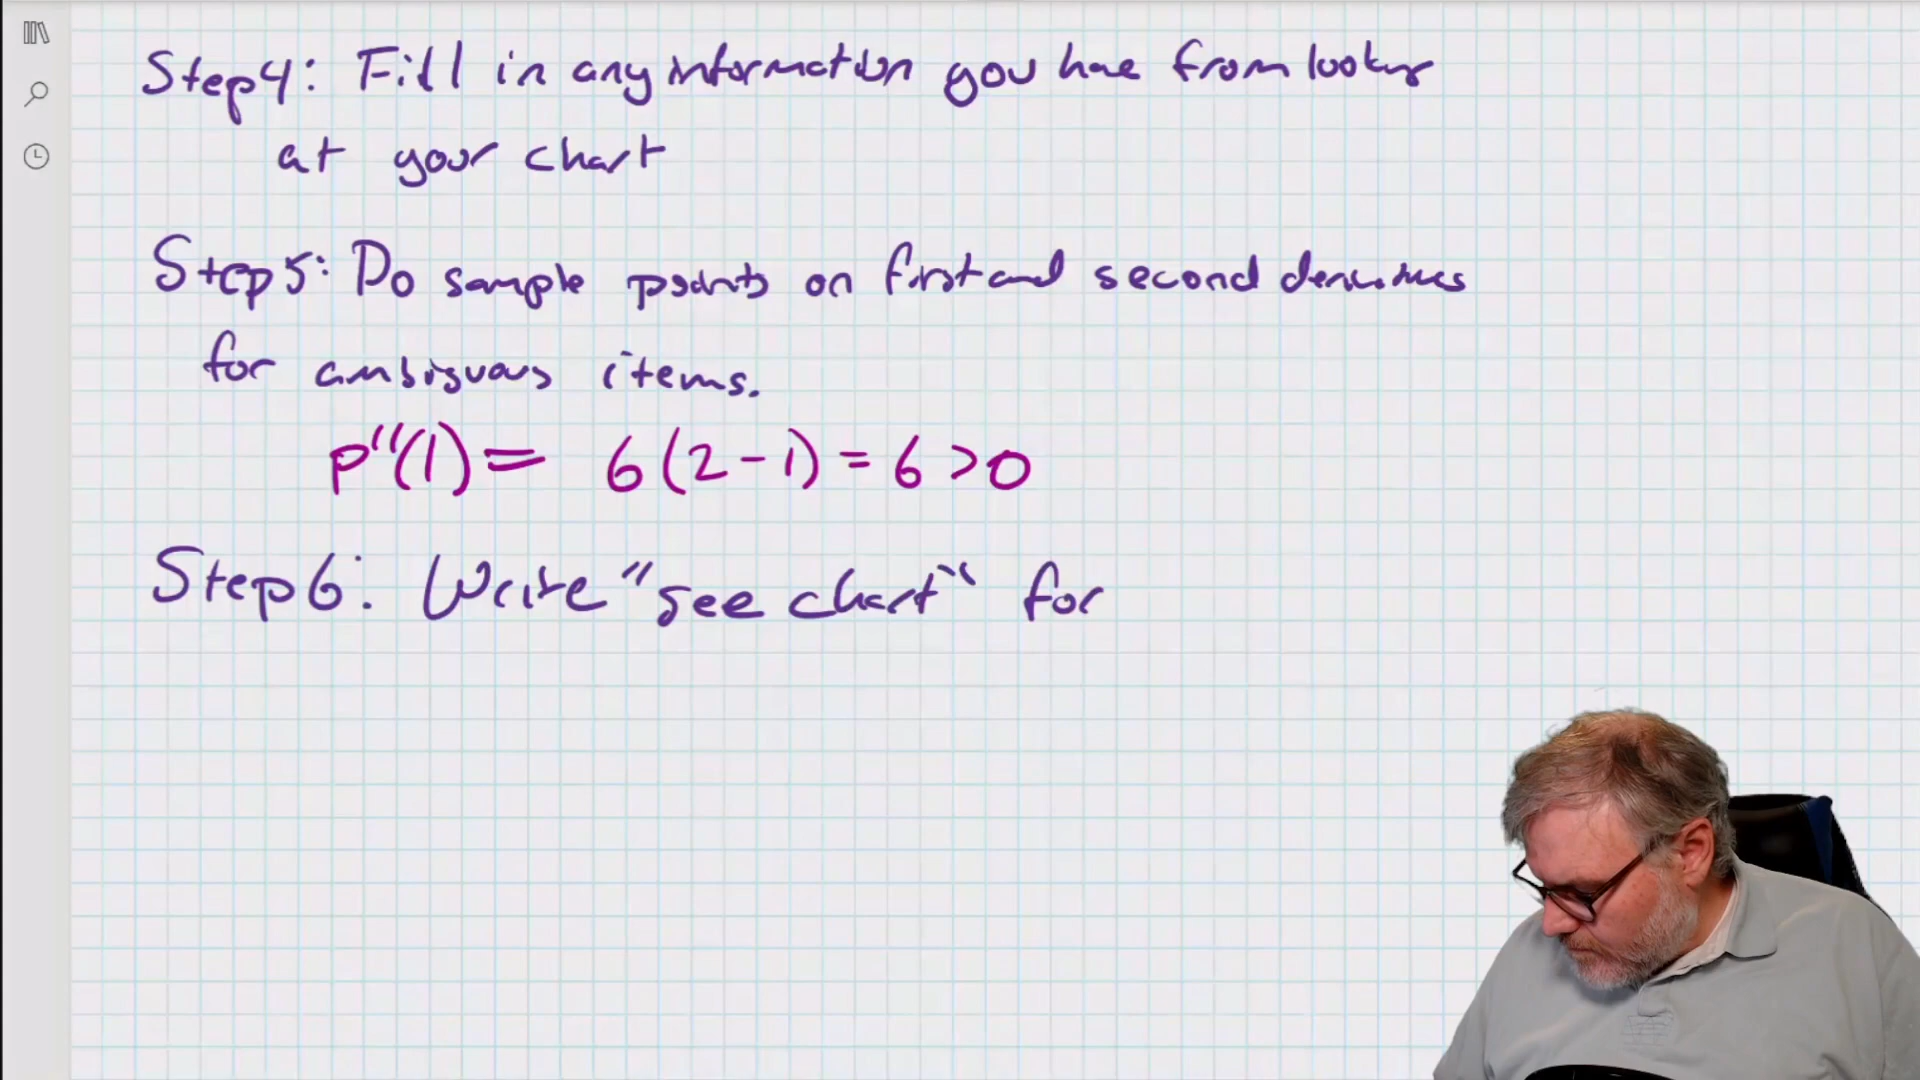 Step 4: Fill in any information you have from looking
at your chart
Step 5: Do sample points on first and second derivatives
for ambiguous items.
p''(1) = 6(2-1) = 6 >0
Step 6: Write "see chart" for